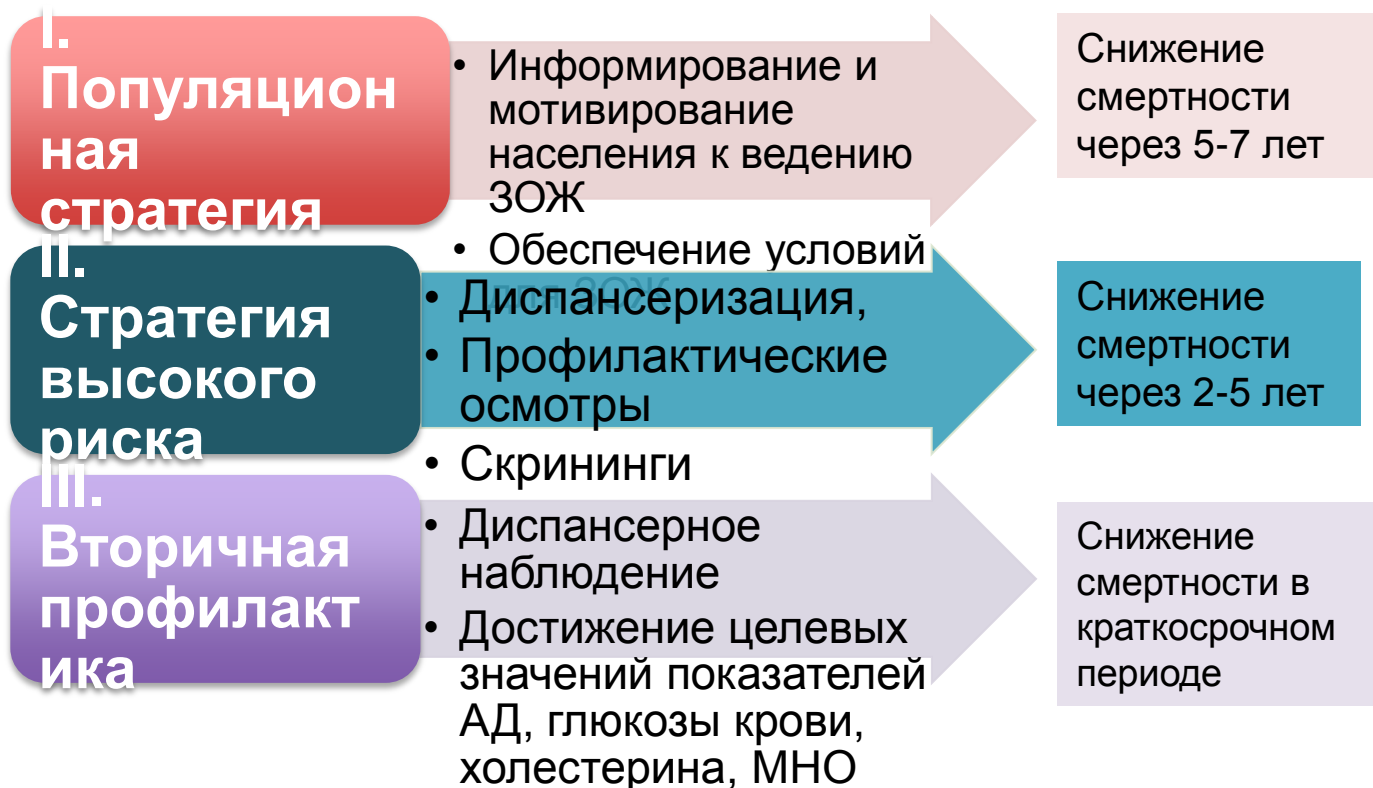 I.
Популяцион
ная
стратегия
• Информирование и
мотивирование
населения к ведению
ЗОЖ
• Обеспечение условий
для ЗОЖ
Снижение
смертности
через 5-7 лет
II.
Стратегия
высокого
риска
• Диспансеризация,
• Профилактические
осмотры
• Скрининги
Снижение
смертности
через 2-5 лет
III.
Вторичная
профилакт
ика
• Диспансерное
наблюдение
• Достижение целевых
значений показателей
АД, глюкозы крови,
холестерина, МНО
Снижение
смертности в
краткосрочном
периоде